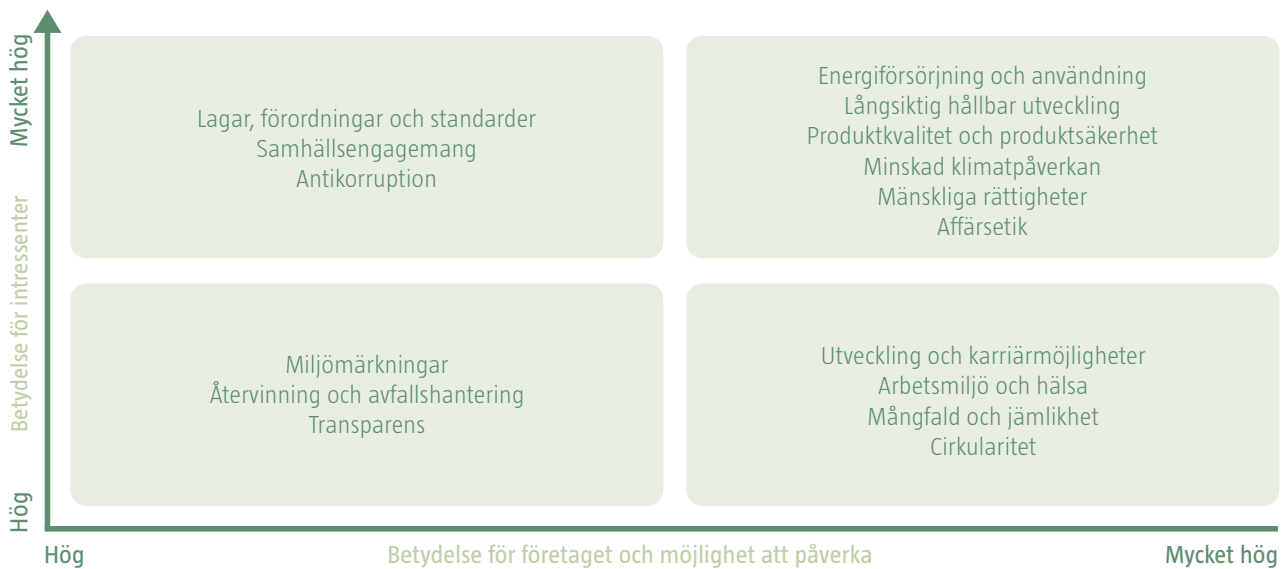 Mycket hög
Betydelse för intressenter
Hög
Lagar, förordningar och standarder
Samhällsengagemang
Antikorruption
Energiförsörjning och användning
Långsiktig hållbar utveckling
Produktkvalitet och produktsäkerhet
Minskad klimatpåverkan
Mänskliga rättigheter
Affärsetik
Miljömärkningar
Återvinning och avfallshantering
Transparens
Utveckling och karriärmöjligheter
Arbetsmiljö och hälsa
Mångfald och jämlikhet
Cirkularitet
Hög
Betydelse för företaget och möjlighet att påverka
Mycket hög